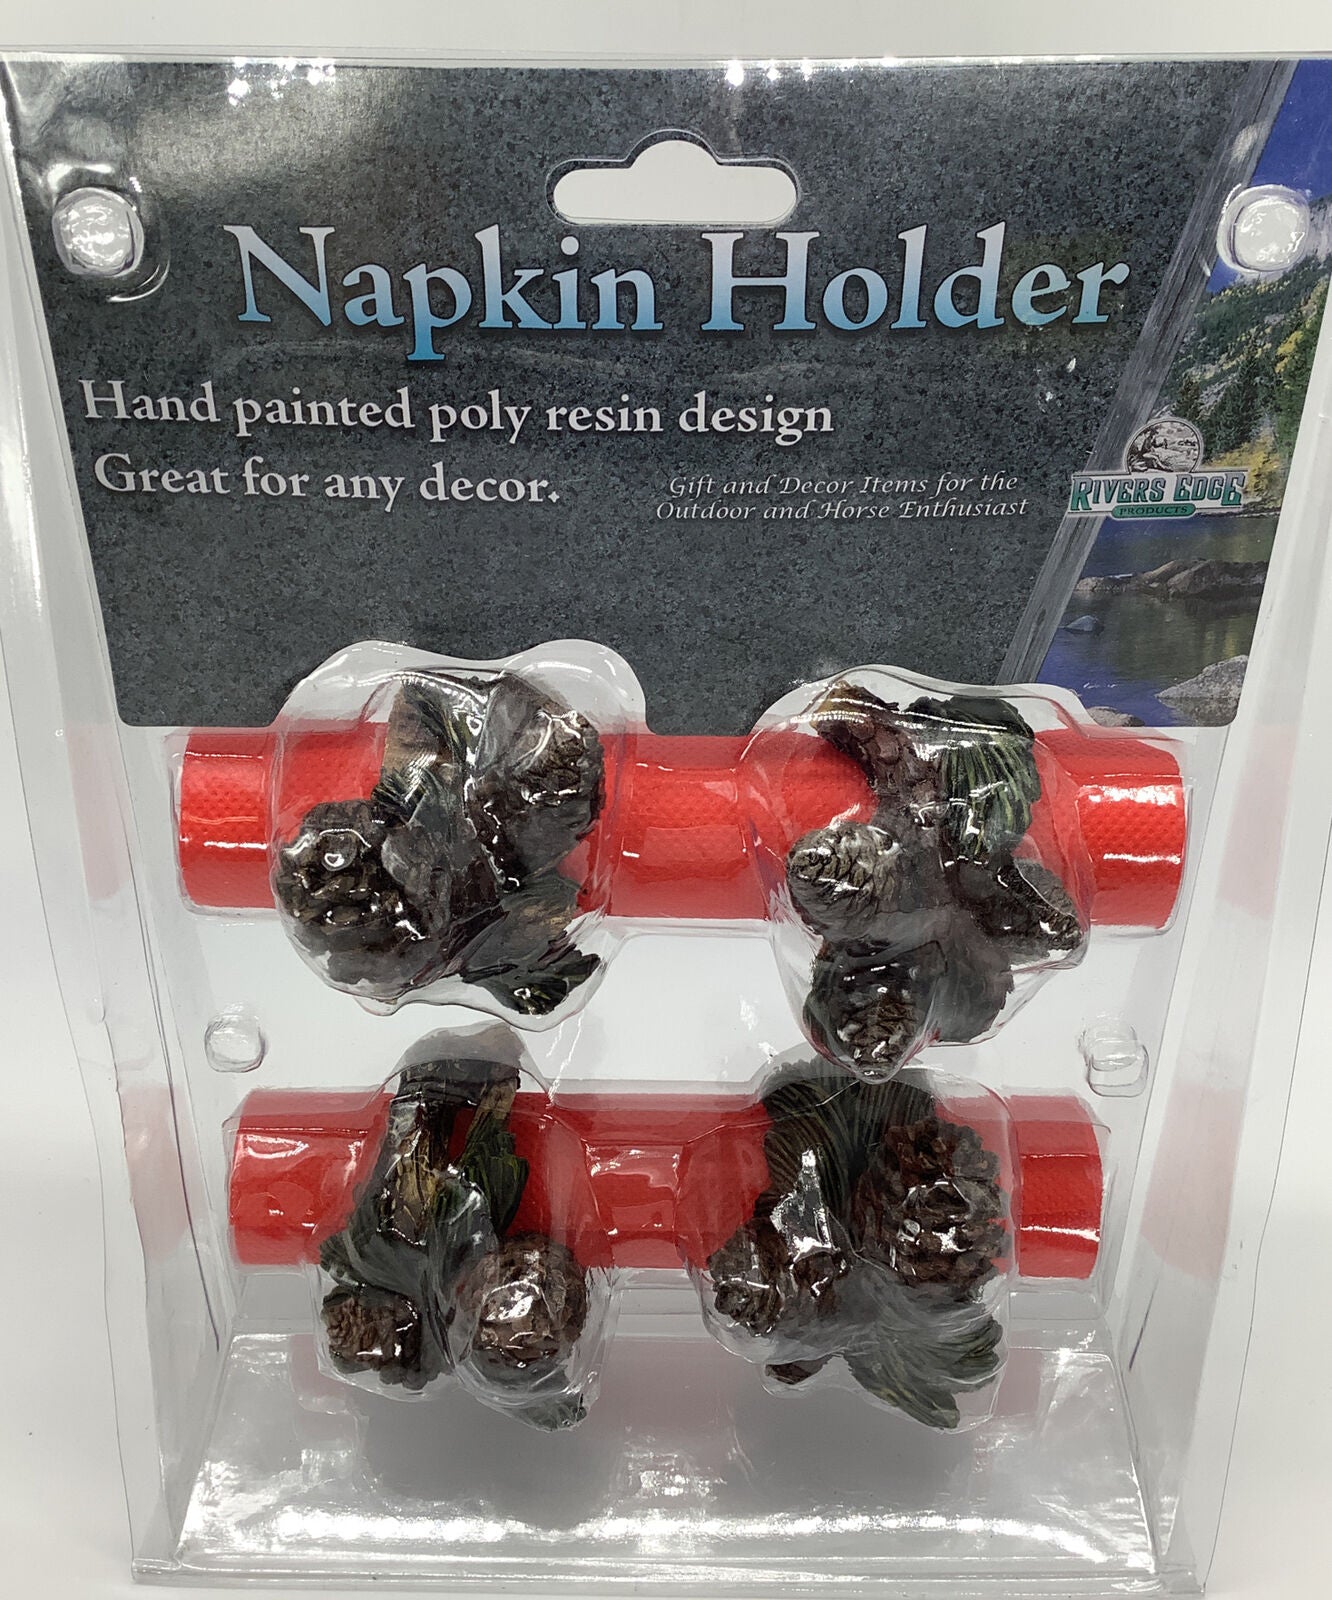 Napkin Holder
Hand painted poly resin design
Great for any decor.
Gift and Decor Items for the
Outdoor and Horse Enthusiast
RIVERS EDGE
PRODUCTS